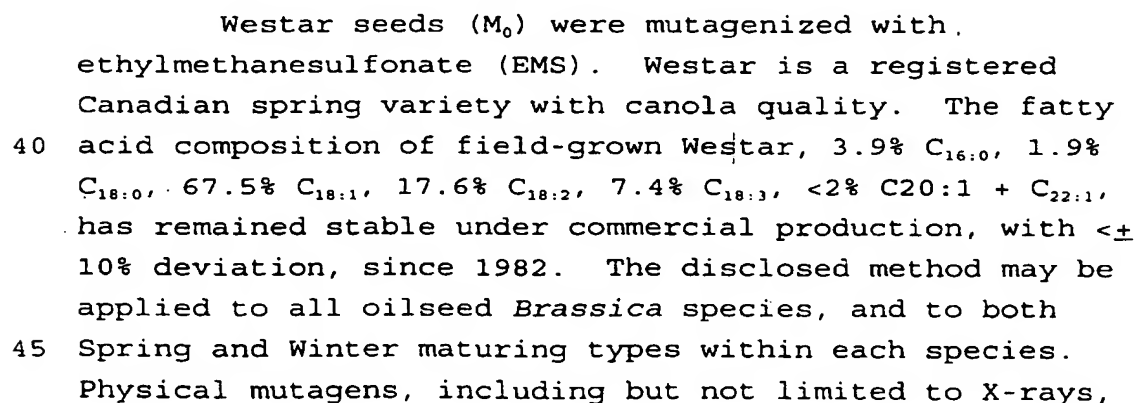 Westar seeds (M₀) were mutagenized with
ethylmethanesulfonate (EMS). Westar is a registered
Canadian spring variety with canola quality. The fatty
40 acid composition of field-grown Westar, 3.9% C₁₆:₀, 1.9%
C₁₈:₀, 67.5% C₁₈:₁, 17.6% C₁₈:₂, 7.4% C₁₈:₃, <2% C20:1 + C₂₂:₁,
has remained stable under commercial production, with <±
10% deviation, since 1982. The disclosed method may be
applied to all oilseed Brassica species, and to both
45 Spring and Winter maturing types within each species.
Physical mutagens, including but not limited to X-rays,